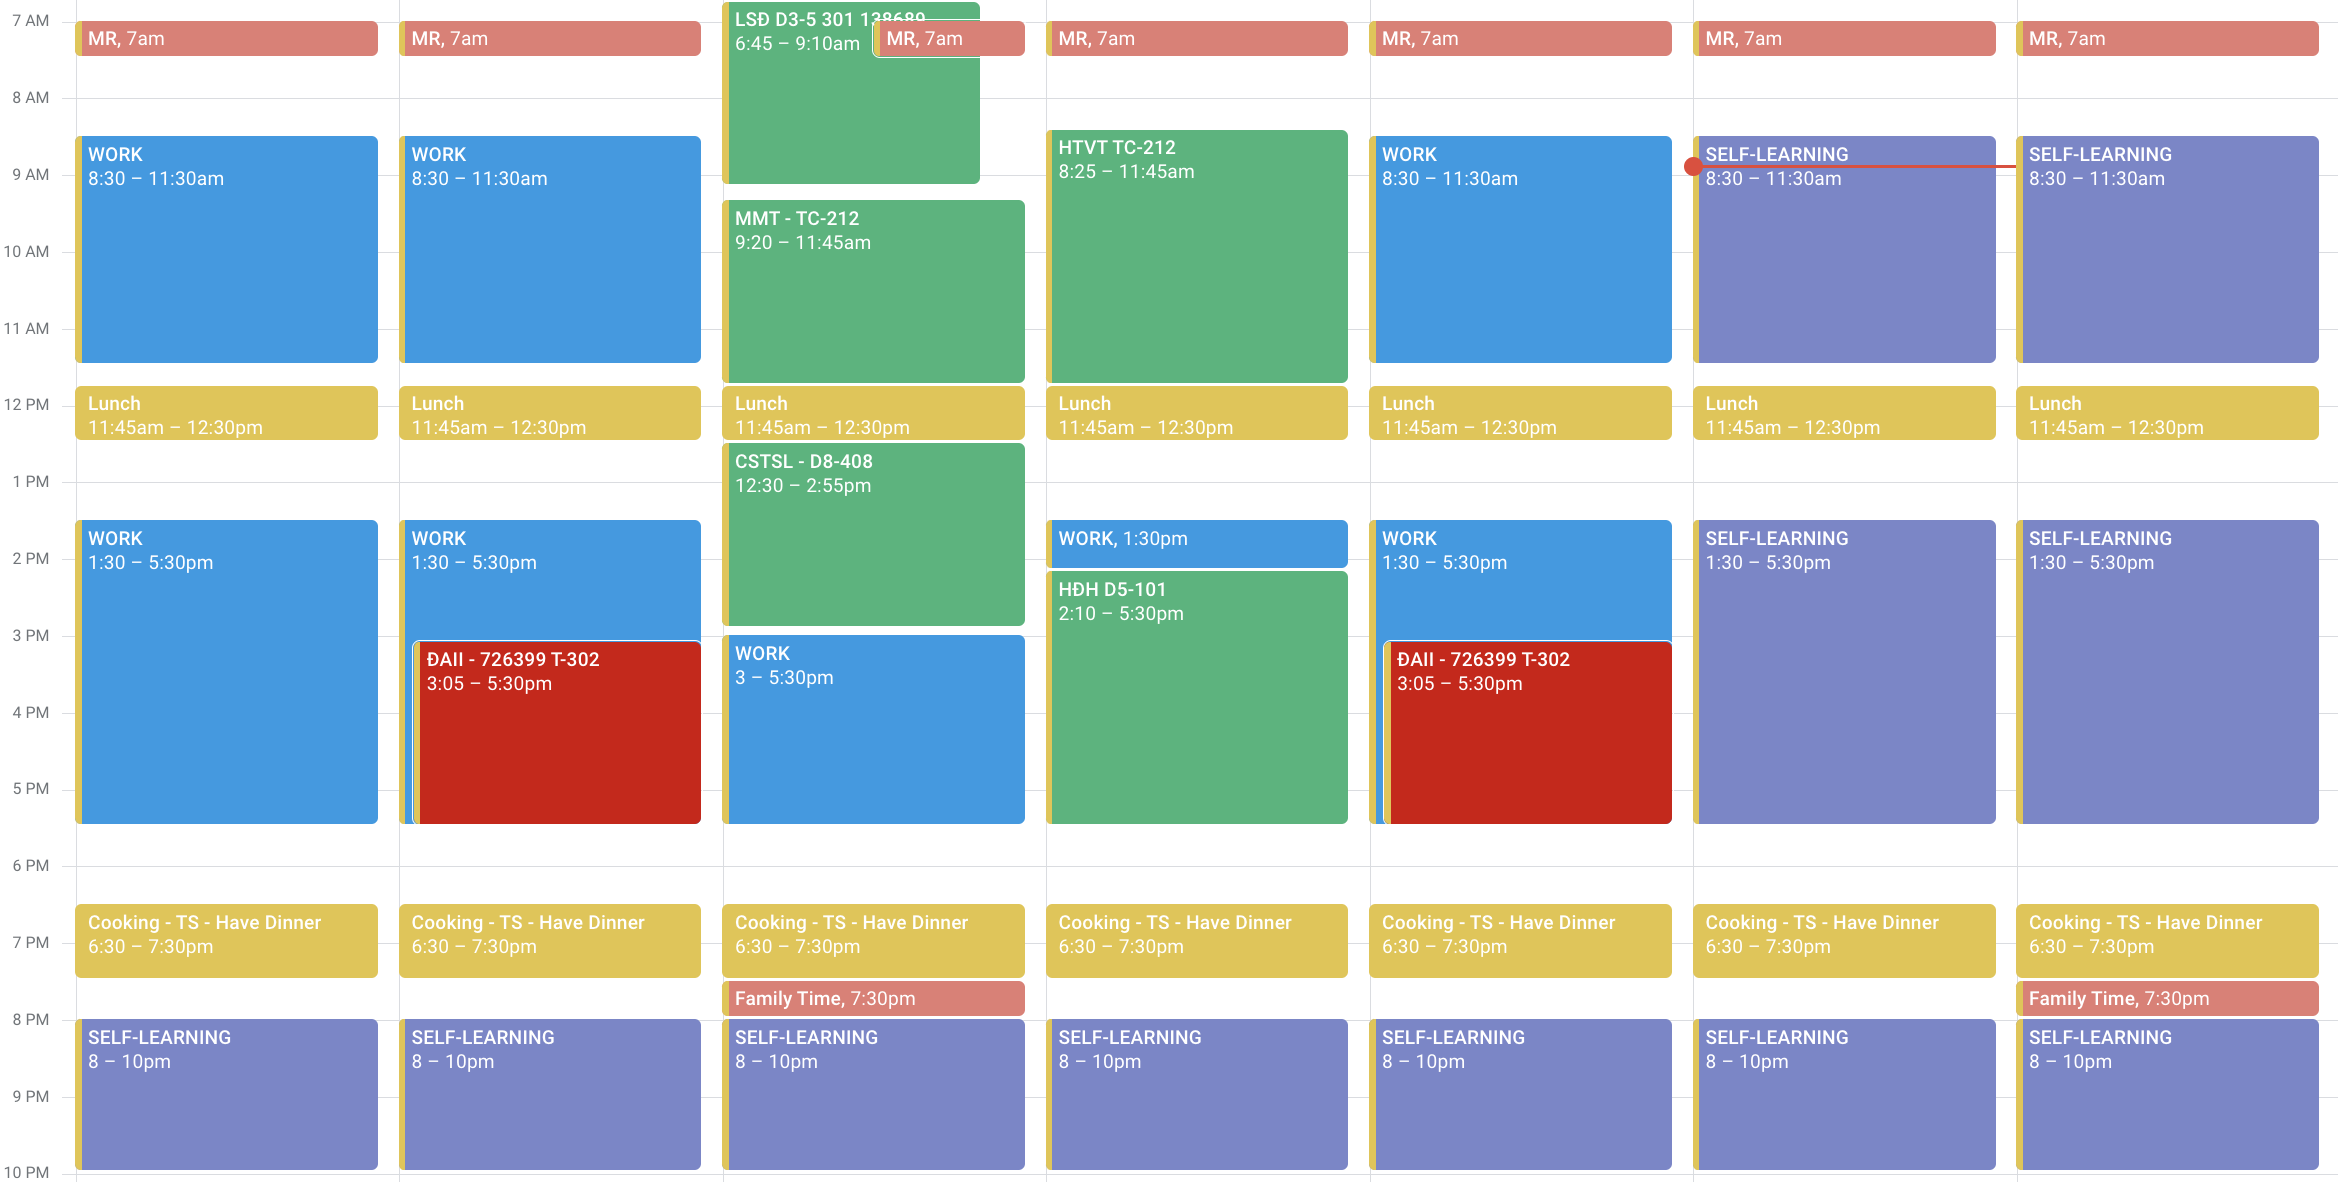 7 AM
8 AM
9 AM
10 AM
11 AM
12 PM
1 PM
2 PM
3 PM
4 PM
5 PM
6 PM
7 PM
8 PM
9 PM
10 PM
MR, 7am
WORK
8:30 – 11:30am
Lunch
11:45am – 12:30pm
WORK
1:30 – 5:30pm
Cooking - TS - Have Dinner
6:30 – 7:30pm
SELF-LEARNING
8 – 10pm
MR, 7am
WORK
8:30 – 11:30am
Lunch
11:45am – 12:30pm
WORK
1:30 – 5:30pm
ĐAII - 726399 T-302
3:05 – 5:30pm
Cooking - TS - Have Dinner
6:30 – 7:30pm
SELF-LEARNING
8 – 10pm
LSĐ D3-5 301 138689
6:45 – 9:10am
MR, 7am
MMT - TC-212
9:20 – 11:45am
Lunch
11:45am – 12:30pm
CSTSL - D8-408
12:30 – 2:55pm
WORK
3 – 5:30pm
Cooking - TS - Have Dinner
6:30 – 7:30pm
Family Time, 7:30pm
SELF-LEARNING
8 – 10pm
MR, 7am
HTVT TC-212
8:25 – 11:45am
Lunch
11:45am – 12:30pm
WORK, 1:30pm
HĐH D5-101
2:10 – 5:30pm
Cooking - TS - Have Dinner
6:30 – 7:30pm
SELF-LEARNING
8 – 10pm
MR, 7am
WORK
8:30 – 11:30am
Lunch
11:45am – 12:30pm
WORK
1:30 – 5:30pm
ĐAII - 726399 T-302
3:05 – 5:30pm
Cooking - TS - Have Dinner
6:30 – 7:30pm
SELF-LEARNING
8 – 10pm
MR, 7am
SELF-LEARNING
8:30 – 11:30am
Lunch
11:45am – 12:30pm
SELF-LEARNING
1:30 – 5:30pm
Cooking - TS - Have Dinner
6:30 – 7:30pm
SELF-LEARNING
8 – 10pm
MR, 7am
SELF-LEARNING
8:30 – 11:30am
Lunch
11:45am – 12:30pm
SELF-LEARNING
1:30 – 5:30pm
Cooking - TS - Have Dinner
6:30 – 7:30pm
Family Time, 7:30pm
SELF-LEARNING
8 – 10pm